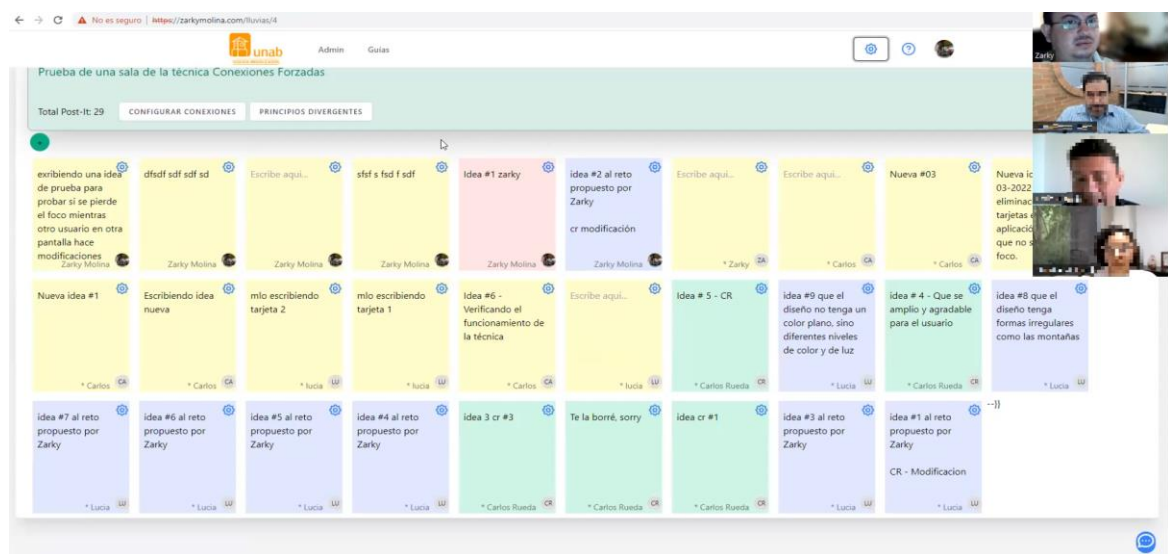 No es seguro | https://zarkymolina.com/lluvias/4
unab
Admin
Guías
Zarky
Prueba de una sala de la técnica Conexiones Forzadas
Total Post-It: 29
CONFIGURAR CONEXIONES
PRINCIPIOS DIVERGENTES
exribiendo una idea
de prueba para
probar si se pierde
el foco mientras
otro usuario en otra
pantalla hace
modificaciones
Zarky Molina
dfsdf sdf sdf sd
Zarky Molina
Escribe aqui...
Zarky Molina
sfsf s fsd f sdf
Zarky Molina
Idea #1 zarky
Zarky Molina
idea #2 al reto
propuesto por
Zarky
cr modificación
Zarky Molina
Escribe aqui...
* Zarky ZA
Escribe aqui...
* Carlos CA
Nueva #03
* Carlos CA
Nueva
03-2022
eliminac
tarjetas
aplicació
que no s
foco.
Nueva idea #1
* Carlos CA
Escribiendo idea
nueva
* Carlos CA
mlo escribiendo
tarjeta 2
* lucia LU
mlo escribiendo
tarjeta 1
* lucia LU
Idea #6 -
Verificando el
funcionamiento de
la técnica
* Carlos CA
Escribe aqui...
* lucia LU
Idea # 5 - CR
* Carlos Rueda CR
idea #9 que el
diseño no tenga un
color plano, sino
diferentes niveles
de color y de luz
* Lucia LU
idea # 4 - Que se
amplio y agradable
para el usuario
* Carlos Rueda CR
idea #8 que el
diseño tenga
formas irregulares
como las montañas
* Lucia LU
idea #7 al reto
propuesto por
Zarky
* Lucia LU
idea #6 al reto
propuesto por
Zarky
* Lucia LU
idea #5 al reto
propuesto por
Zarky
* Lucia LU
idea #4 al reto
propuesto por
Zarky
* Lucia LU
idea 3 cr #3
* Carlos Rueda CR
Te la borré, sorry
* Carlos Rueda CR
idea cr #1
* Carlos Rueda CR
idea #3 al reto
propuesto por
Zarky
* Lucia LU
idea #1 al reto
propuesto por
Zarky
CR - Modificacion
* Lucia LU
--}}